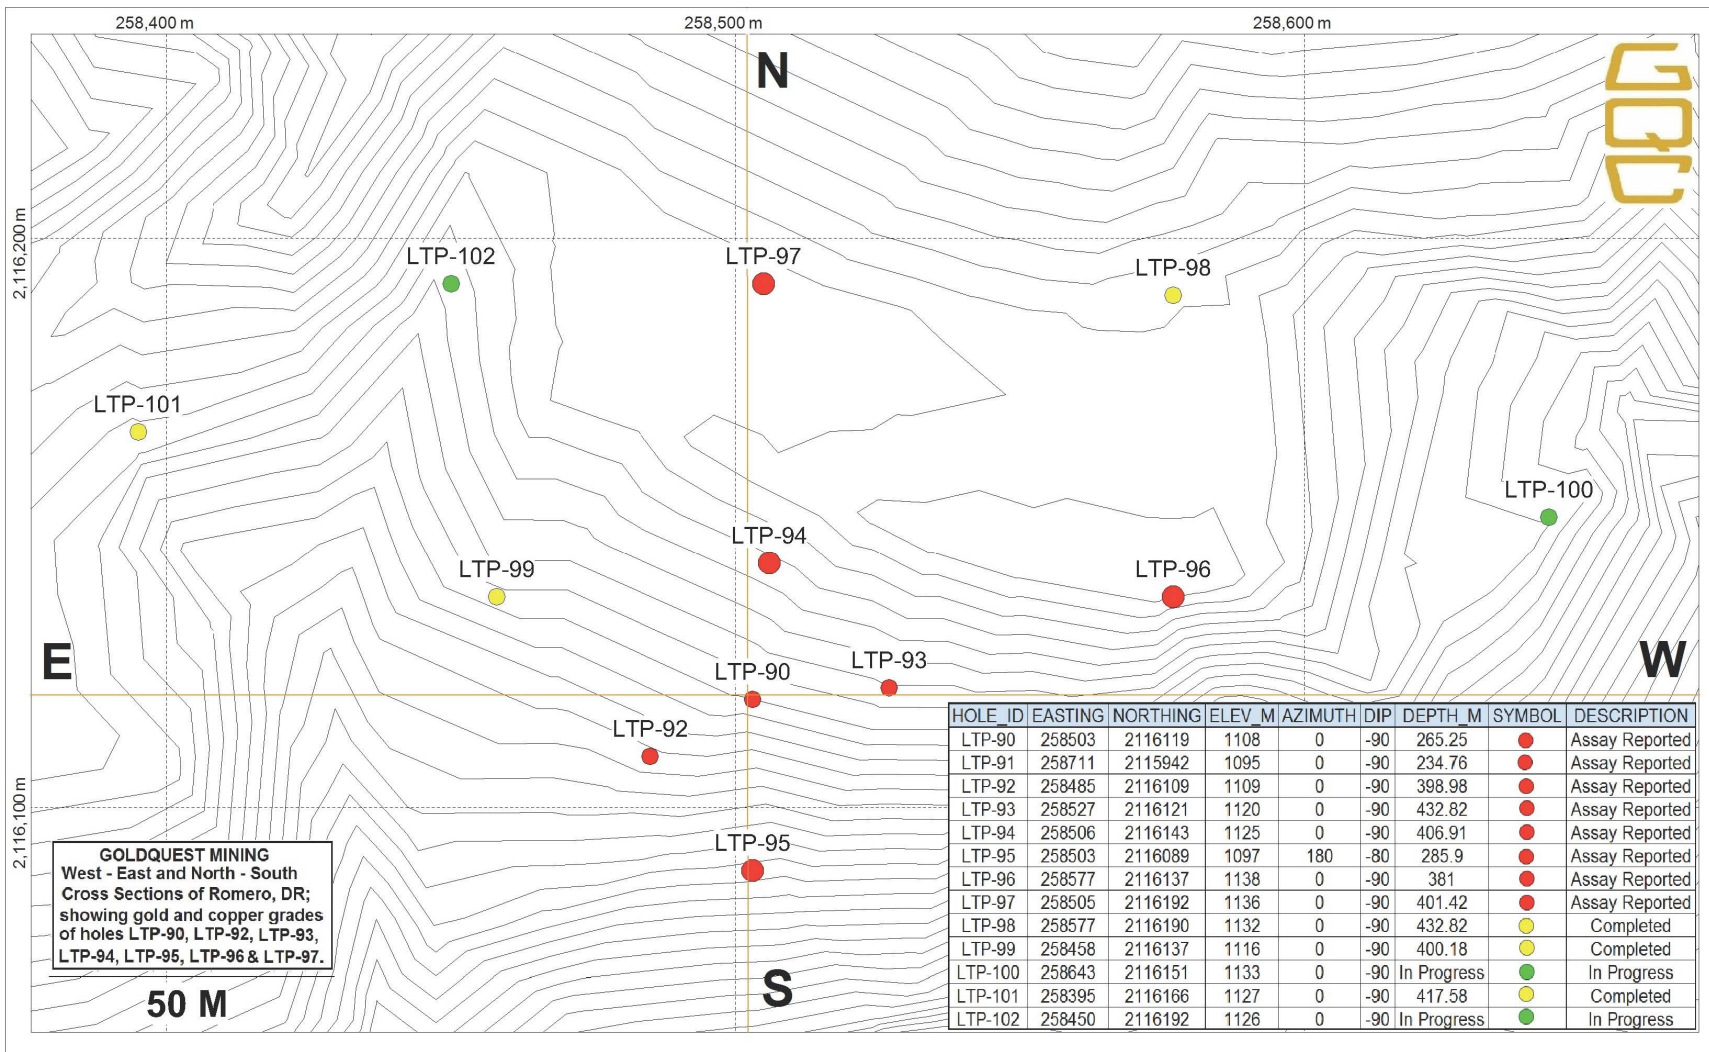 258,400 m 258,500 m 258,600 m
N
GQC
2,116,200 m
LTP-102 LTP-97 LTP-98
LTP-101
LTP-100
LTP-94
LTP-99 LTP-96
E W
LTP-90 LTP-93
LTP-92
2,116,100 m
LTP-95
S
GOLDQUEST MINING
West - East and North - South
Cross Sections of Romero, DR;
showing gold and copper grades
of holes LTP-90, LTP-92, LTP-93,
LTP-94, LTP-95, LTP-96 & LTP-97.
50 M
HOLE_ID EASTING NORTHING ELEV_M AZIMUTH DIP DEPTH_M SYMBOL DESCRIPTION
LTP-90 258503 2116119 1108 0 -90 265.25 Assay Reported
LTP-91 258711 2115942 1095 0 -90 234.76 Assay Reported
LTP-92 258485 2116109 1109 0 -90 398.98 Assay Reported
LTP-93 258527 2116121 1120 0 -90 432.82 Assay Reported
LTP-94 258506 2116143 1125 0 -90 406.91 Assay Reported
LTP-95 258503 2116089 1097 180 -80 285.9 Assay Reported
LTP-96 258577 2116137 1138 0 -90 381 Assay Reported
LTP-97 258505 2116192 1136 0 -90 401.42 Assay Reported
LTP-98 258577 2116190 1132 0 -90 432.82 Completed
LTP-99 258458 2116137 1116 0 -90 400.18 Completed
LTP-100 258643 2116151 1133 0 -90 In Progress In Progress
LTP-101 258395 2116166 1127 0 -90 417.58 Completed
LTP-102 258450 2116192 1126 0 -90 In Progress In Progress